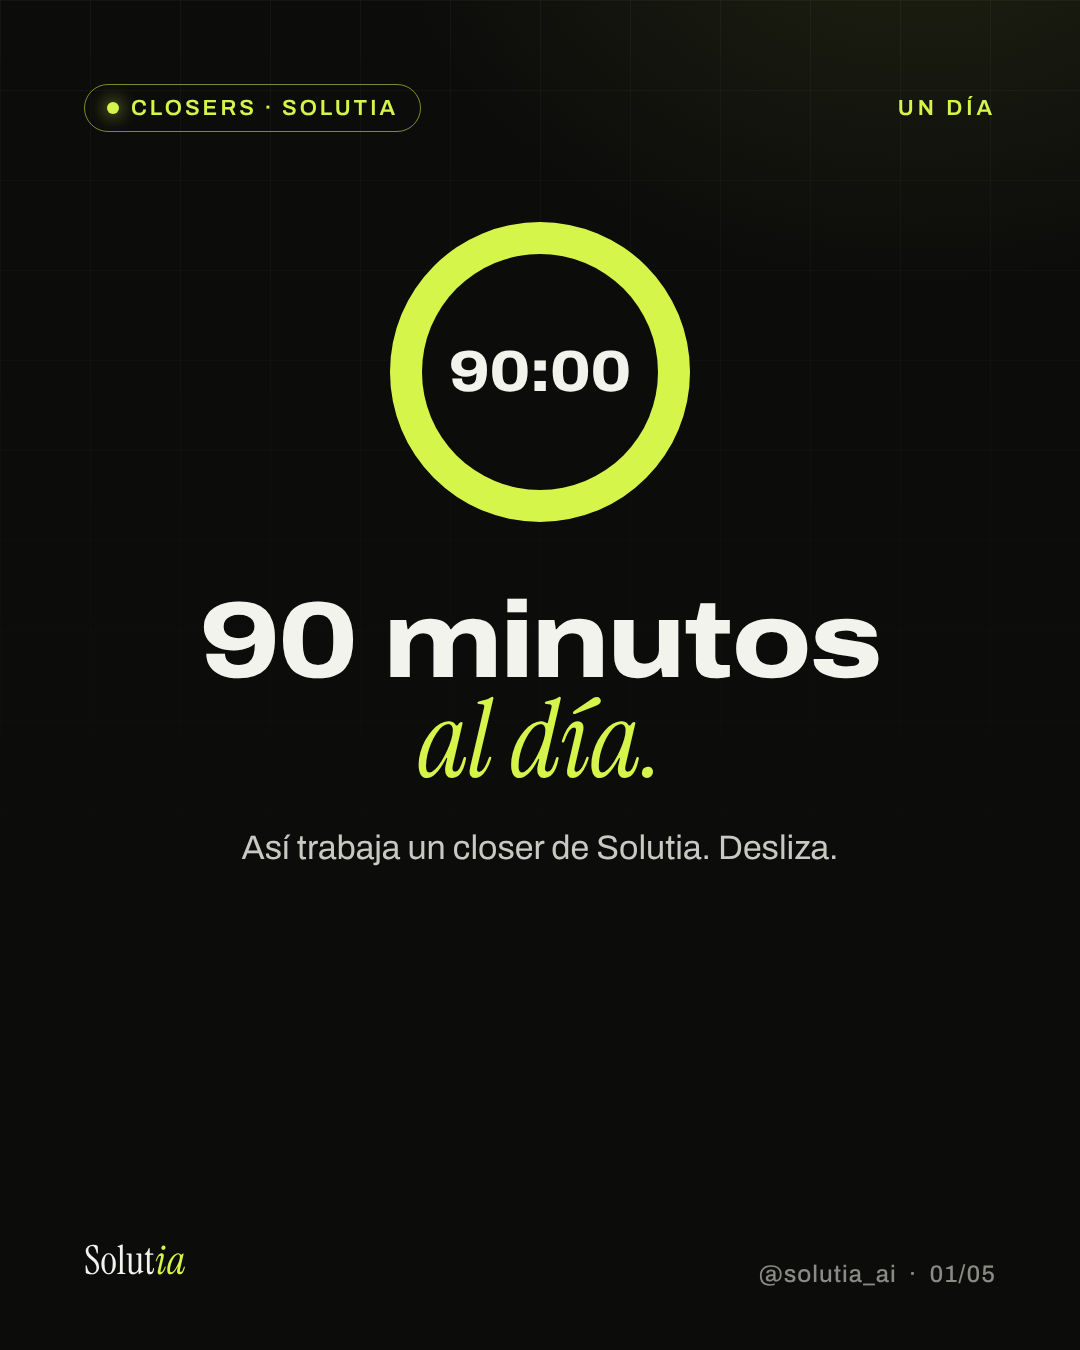 CLOSERS · SOLUTIA
UN DÍA
90:00
90 minutos
al día.
Así trabaja un closer de Solutia. Desliza.
Solutia
@solutia_ai · 01/05